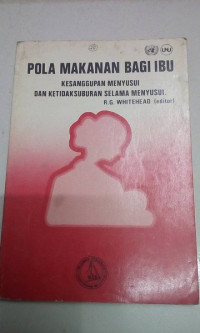 POLA MAKANAN BAGI IBU
KESANGGUPAN MENYUSUI
DAN KETIDAKSUBURAN SELAMA MENYUSUI.
R.G. WHITEHEAD (editor)